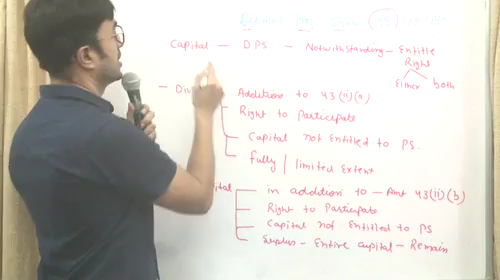 Capital — DPS — Notwithstanding — Entitle
Right
Either both
— Div Additions to 43(ii)(a)
Right to Participate
Capital not Entitled to PS.
fully / limited Extent
in addition to — Amt 43(ii)(b)
Right to Participate
Capital not Entitled to PS
Surplus — Entire capital — Remain